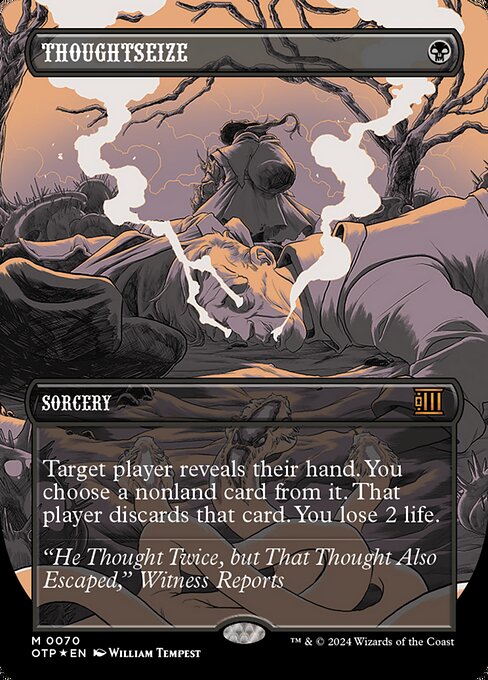 THOUGHTSEIZE
SORCERY
Target player reveals their hand. You
choose a nonland card from it. That
player discards that card. You lose 2 life.
“He Thought Twice, but That Thought Also
Escaped,” Witness Reports
M 0070
OTP ★ EN William Tempest
™ & © 2024 Wizards of the Coast